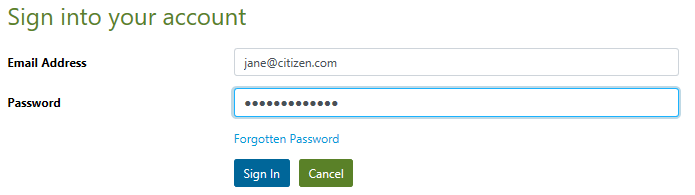 Sign into your account
Email Address jane@citizen.com
Password •••••••••••••
Forgotten Password
Sign In Cancel